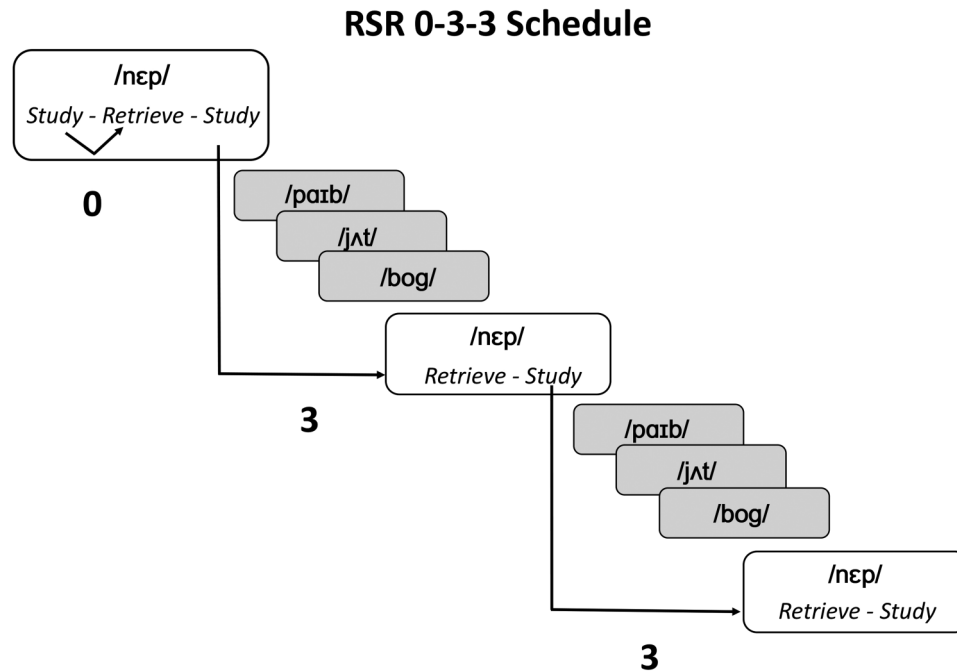 RSR 0-3-3 Schedule
/nɛp/
Study - Retrieve - Study
0
/paɪb/
/jʌt/
/bog/
/nɛp/
Retrieve - Study
3
/paɪb/
/jʌt/
/bog/
/nɛp/
Retrieve - Study
3